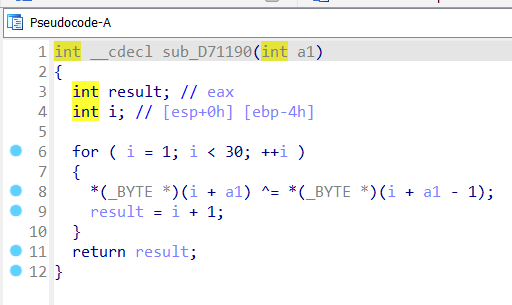 Pseudocode-A
1 int __cdecl sub_D71190(int a1)
2 {
3   int result; // eax
4   int i; // [esp+0h] [ebp-4h]
5
6   for ( i = 1; i < 30; ++i )
7   {
8     *(_BYTE *)(i + a1) ^= *(_BYTE *)(i + a1 - 1);
9     result = i + 1;
10   }
11   return result;
12 }